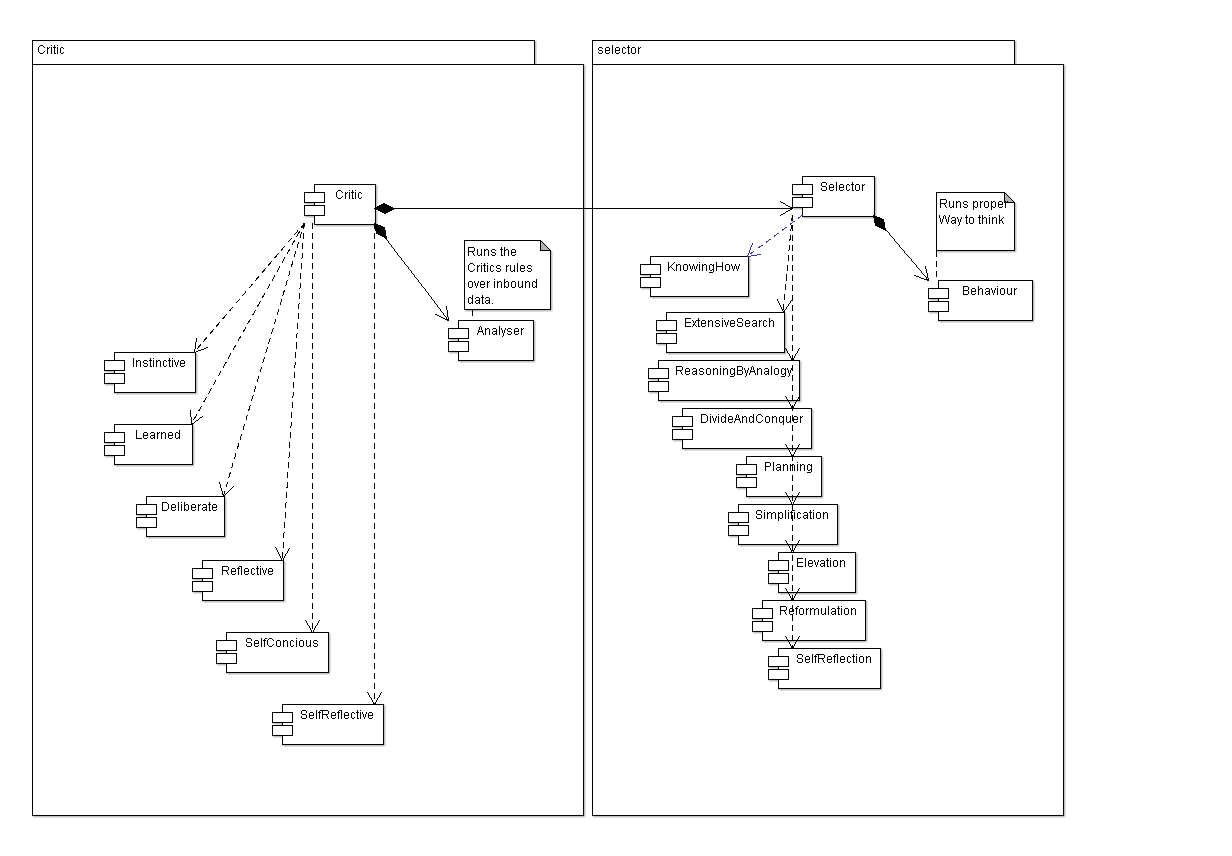 Critic
selector
Critic
Selector
Runs proper
Way to think
Runs the
Critics rules
over inbound
data.
KnowingHow
Behaviour
ExtensiveSearch
Analyser
Instinctive
ReasoningByAnalogy
DivideAndConquer
Learned
Planning
Deliberate
Simplification
Elevation
Reflective
Reformulation
SelfConcious
SelfReflection
SelfReflective